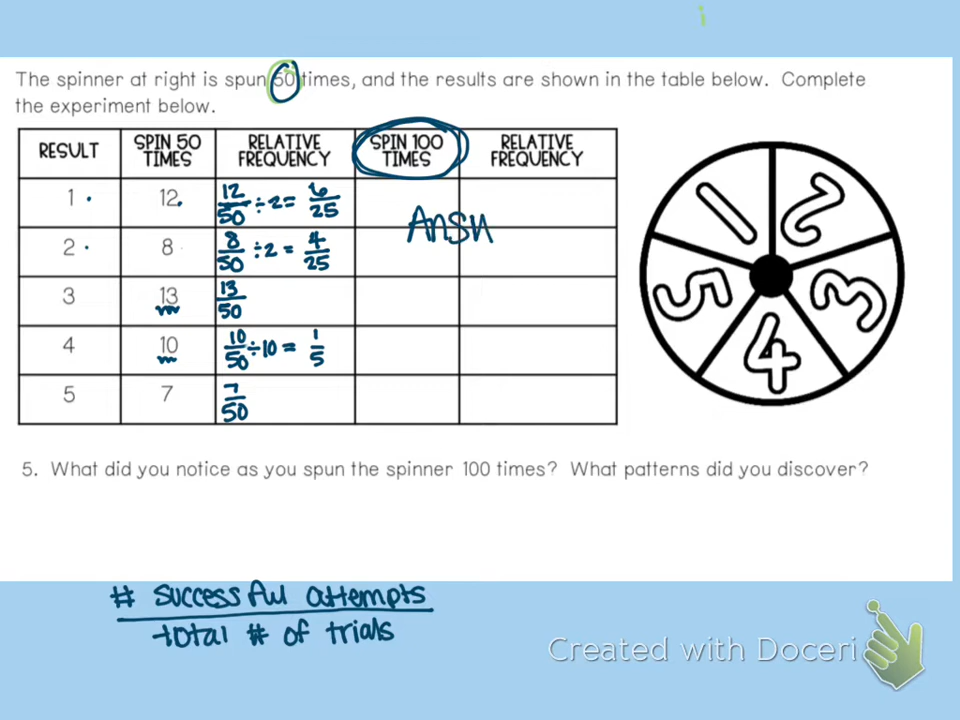 The spinner at right is spun 50 times, and the results are shown in the table below. Complete
the experiment below.
RESULT SPIN 50 TIMES RELATIVE FREQUENCY SPIN 100 TIMES RELATIVE FREQUENCY
1 12 12/50 ÷2= 6/25
Answ
2 8 8/50 ÷2 = 4/25
3 13 13/50
4 10 10/50 ÷10 = 1/5
5 7 7/50
1 2 3 4 5
5. What did you notice as you spun the spinner 100 times? What patterns did you discover?
# successful attempts
total # of trials
Created with Doceri